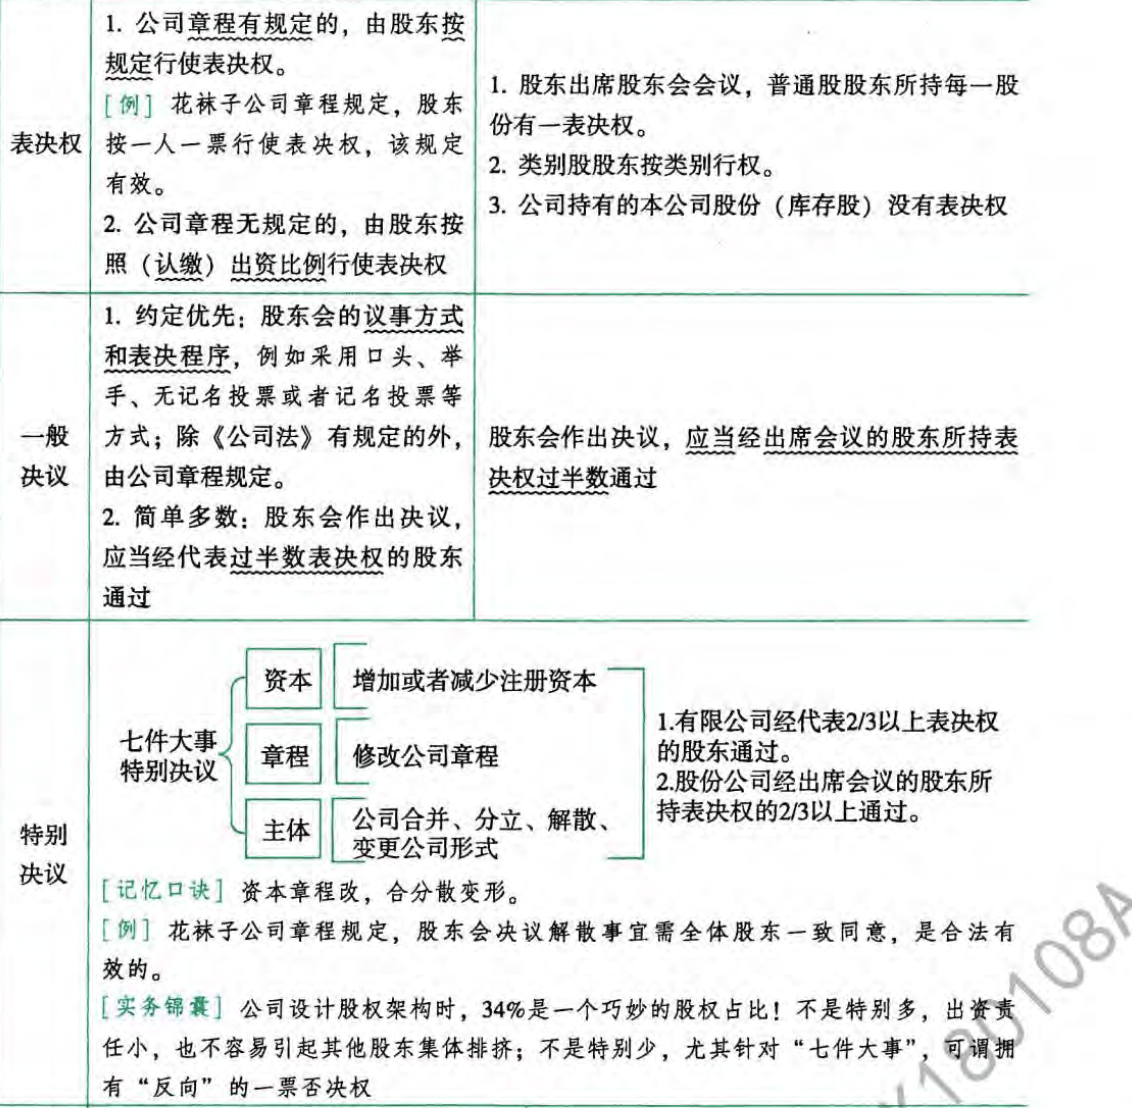 表决权
1. 公司章程有规定的，由股东按
规定行使表决权。
[例] 花袜子公司章程规定，股东
按一人一票行使表决权，该规定
有效。
2. 公司章程无规定的，由股东按
照（认缴）出资比例行使表决权
1. 股东出席股东会会议，普通股股东所持每一股
份有一表决权。
2. 类别股股东按类别行权。
3. 公司持有的本公司股份（库存股）没有表决权
一般
决议
1. 约定优先：股东会的议事方式
和表决程序，例如采用口头、举
手、无记名投票或者记名投票等
方式；除《公司法》有规定的外，
由公司章程规定。
2. 简单多数：股东会作出决议，
应当经代表过半数表决权的股东
通过
股东会作出决议，应当经出席会议的股东所持表
决权过半数通过
特别
决议
七件大事
特别决议
资本
增加或者减少注册资本
章程
修改公司章程
主体
公司合并、分立、解散、
变更公司形式
1.有限公司经代表2/3以上表决权
的股东通过。
2.股份公司经出席会议的股东所
持表决权的2/3以上通过。
[记忆口诀] 资本章程改，合分散变形。
[例] 花袜子公司章程规定，股东会决议解散事宜需全体股东一致同意，是合法有
效的。
[实务锦囊] 公司设计股权架构时，34%是一个巧妙的股权占比！不是特别多，出资责
任小，也不容易引起其他股东集体排挤；不是特别少，尤其针对“七件大事”，可谓拥
有“反向”的一票否决权